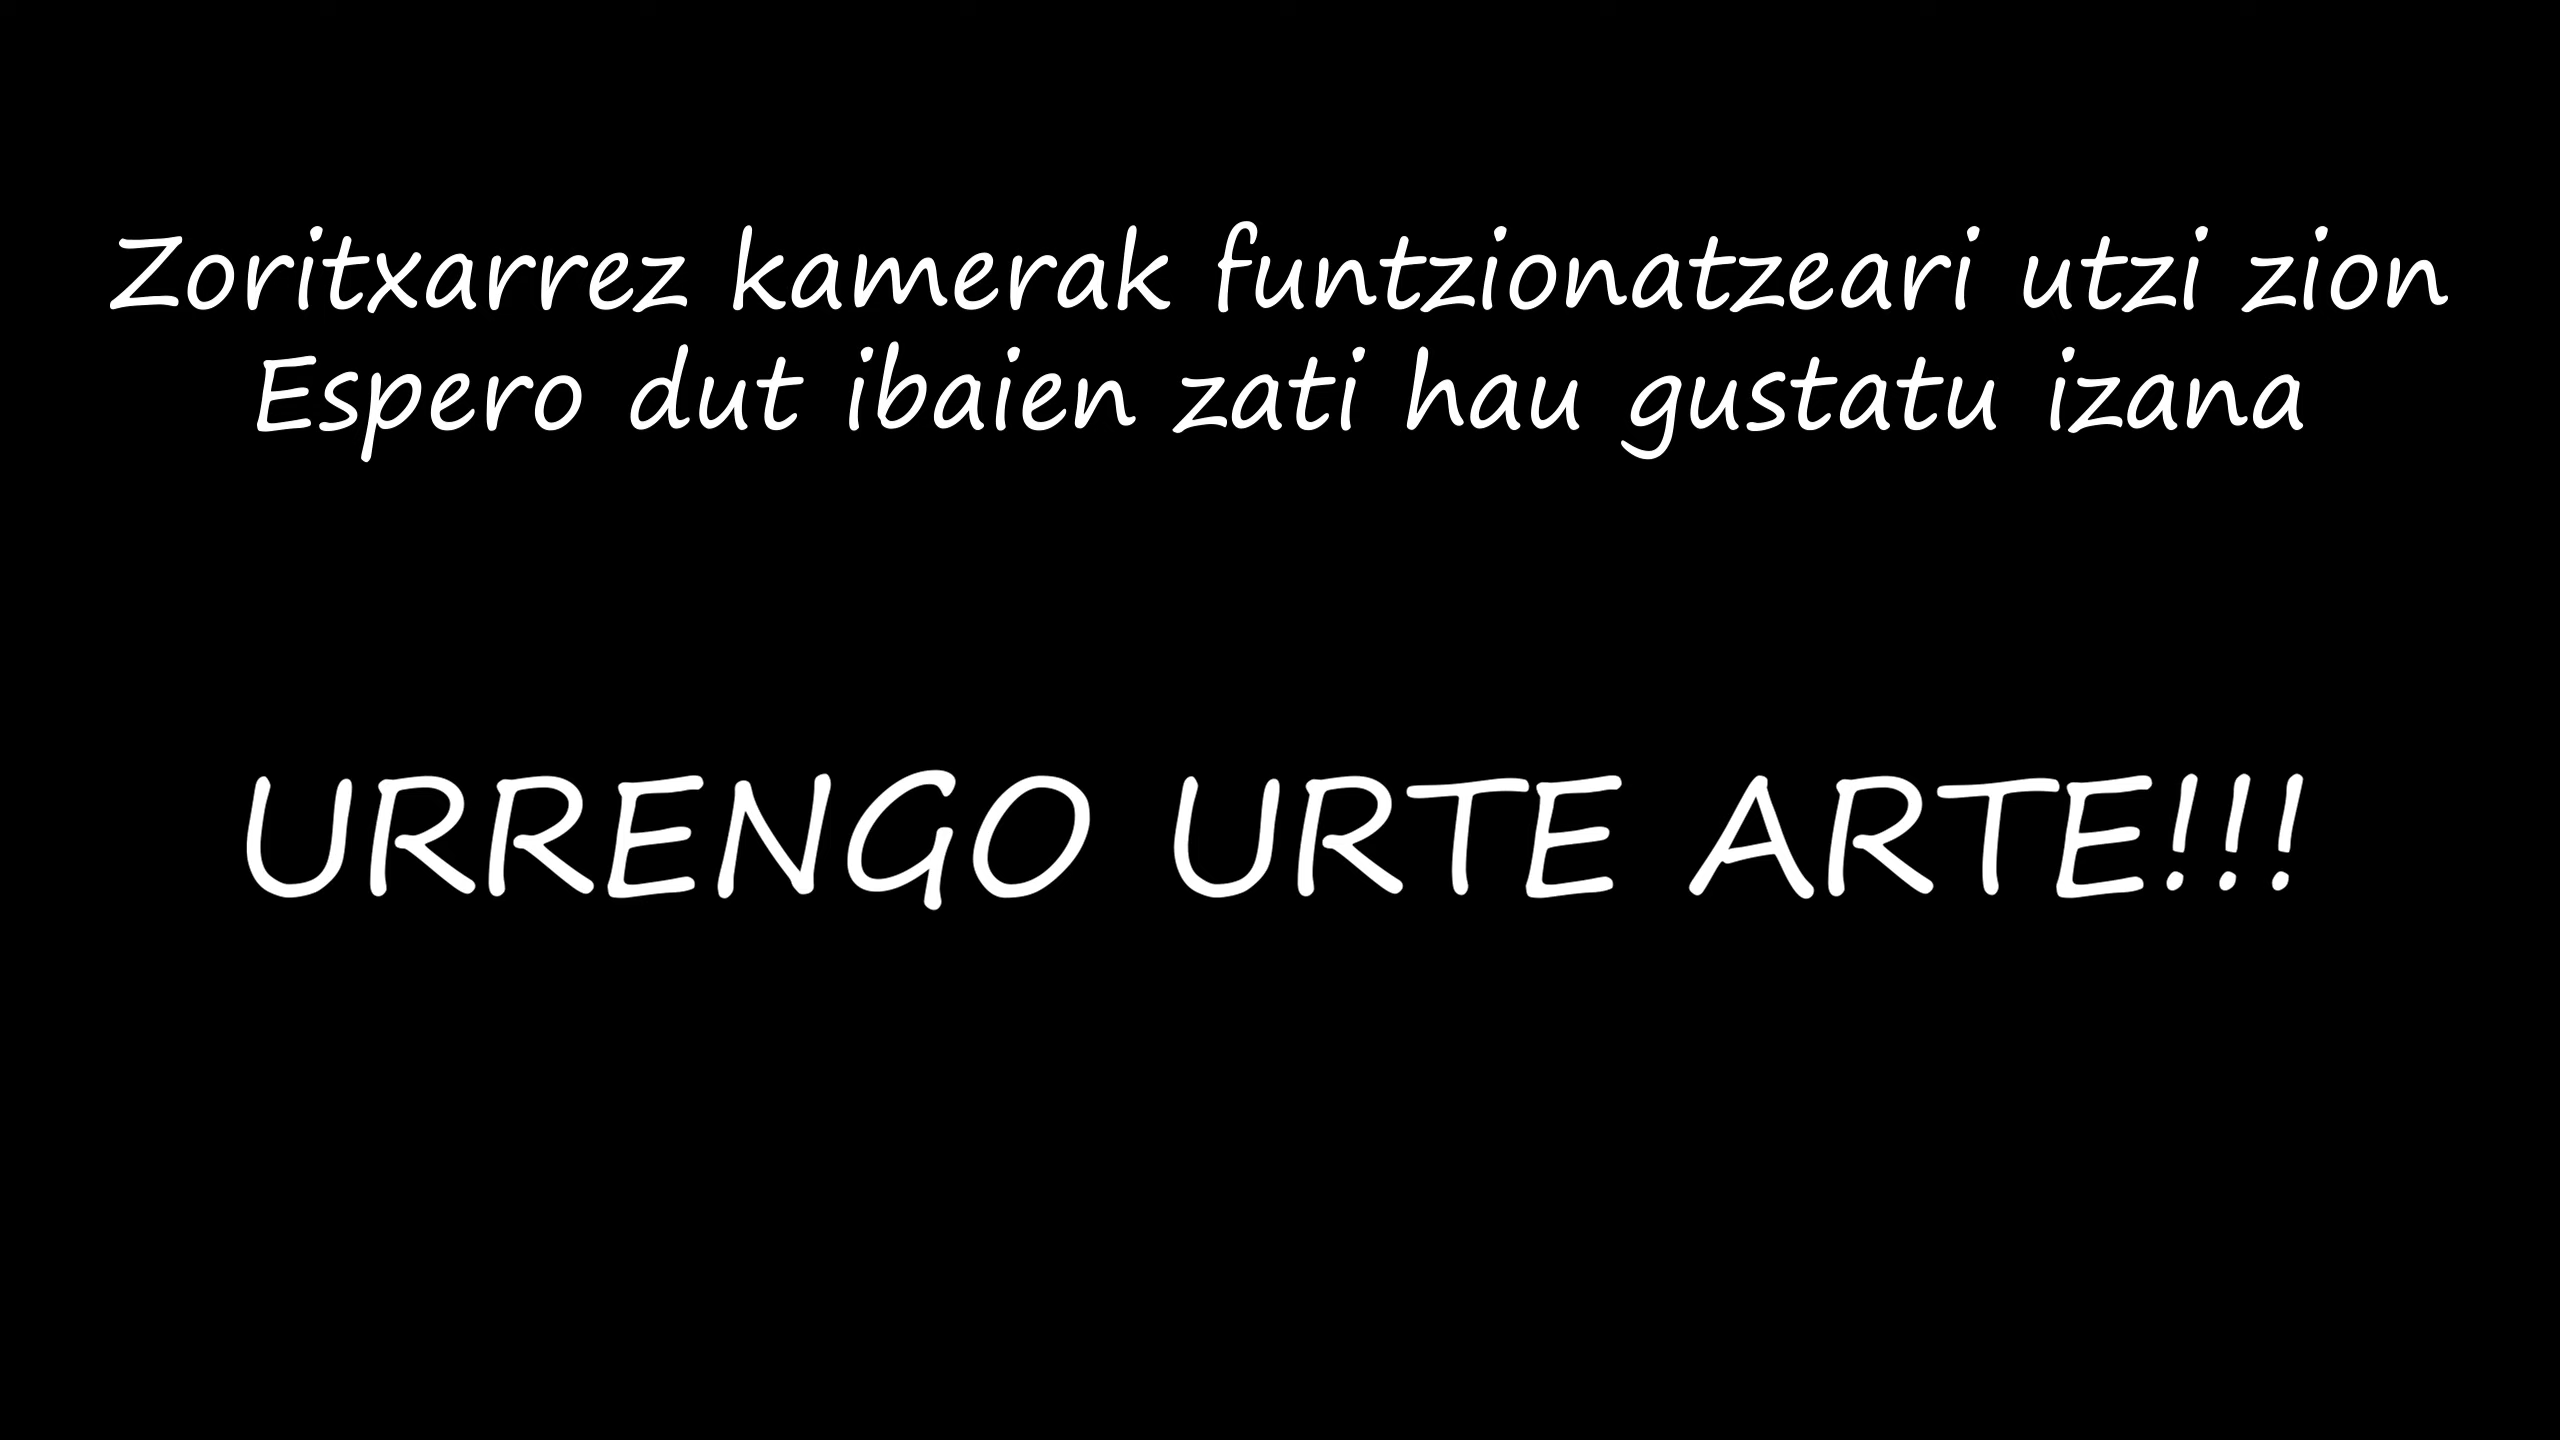 Zoritxarrez kamerak funtzionatzeari utzi zion
Espero dut ibaien zati hau gustatu izana
URRENGO URTE ARTE!!!